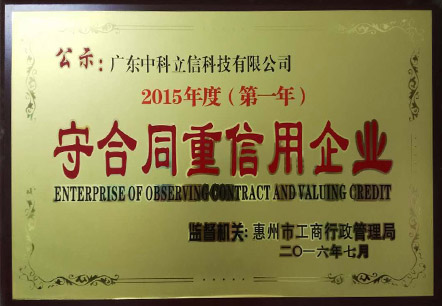 公示：广东中科立信科技有限公司
2015年度（第一年）
守合同重信用企业
ENTERPRISE OF OBSERVING CONTRACT AND VALUING CREDIT
监督机关：惠州市工商行政管理局
二〇一六年七月